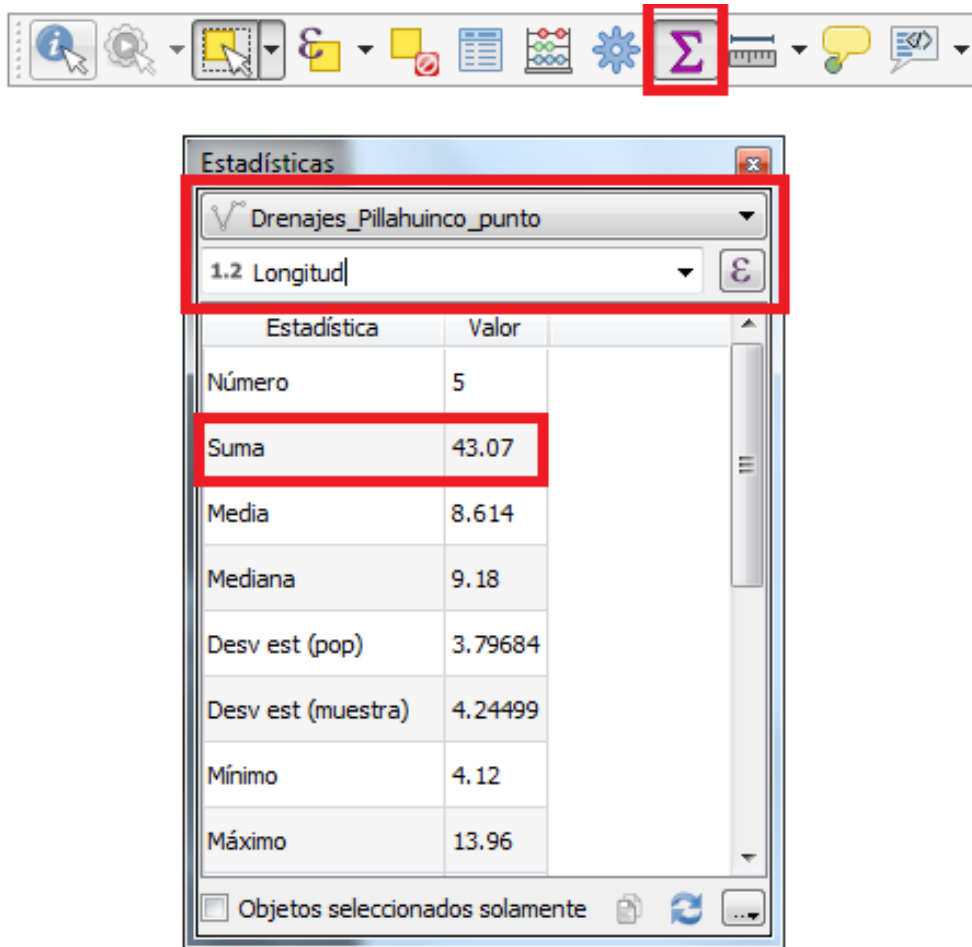 Estadísticas
Drenajes_Pillahuinco_punto
1.2 Longitud
ε
Estadística Valor
Número 5
Suma 43.07
Media 8.614
Mediana 9.18
Desv est (pop) 3.79684
Desv est (muestra) 4.24499
Mínimo 4.12
Máximo 13.96
Objetos seleccionados solamente ...